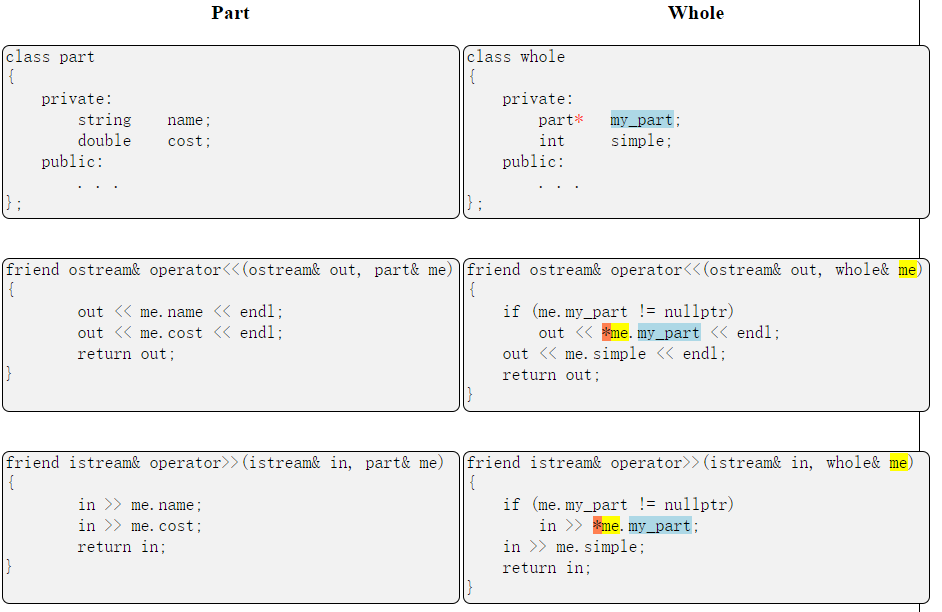 Part
class part
{
    private:
        string    name;
        double    cost;
    public:
        . . .
};
friend ostream& operator<<(ostream& out, part& me)
{
        out << me.name << endl;
        out << me.cost << endl;
        return out;
}
friend istream& operator>>(istream& in, part& me)
{
        in >> me.name;
        in >> me.cost;
        return in;
}
Whole
class whole
{
    private:
        part*   my_part;
        int     simple;
    public:
        . . .
};
friend ostream& operator<<(ostream& out, whole& me)
{
    if (me.my_part != nullptr)
        out << *me.my_part << endl;
    out << me.simple << endl;
    return out;
}
friend istream& operator>>(istream& in, whole& me)
{
    if (me.my_part != nullptr)
        in >> *me.my_part;
    in >> me.simple;
    return in;
}